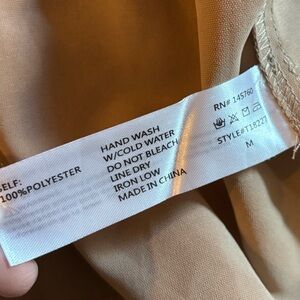 SELF:
100%POLYESTER
HAND WASH
W/COLD WATER
DO NOT BLEACH
LINE DRY
IRON LOW
MADE IN CHINA
RN# 145760
STYLE#T18227
M